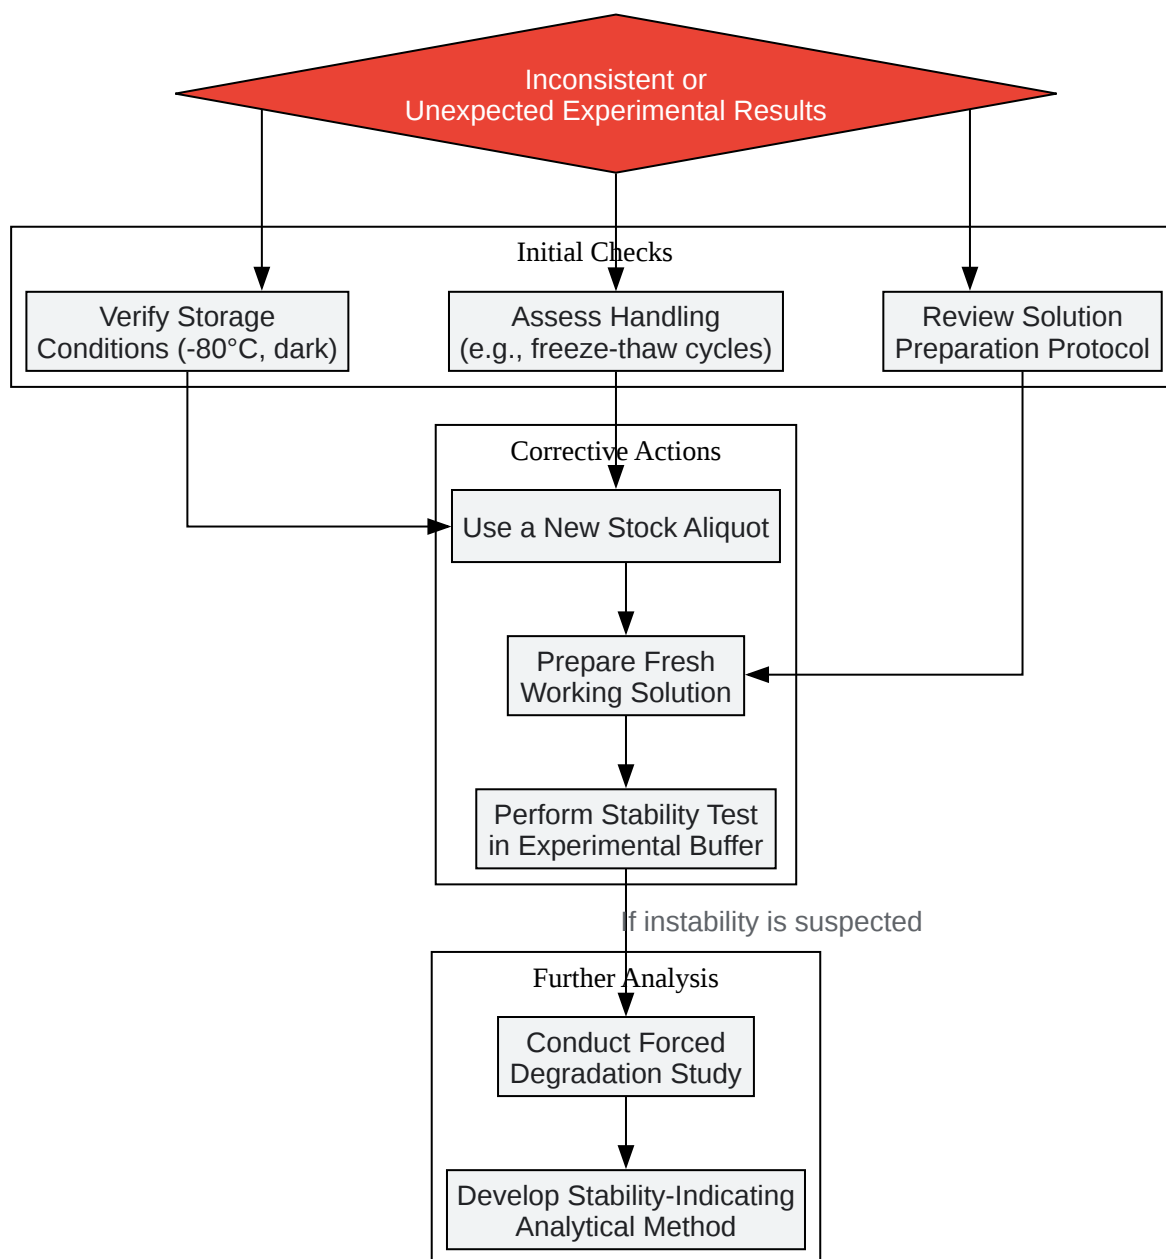 Inconsistent or
Unexpected Experimental Results
Initial Checks
Verify Storage
Conditions (-80°C, dark)
Assess Handling
(e.g., freeze-thaw cycles)
Review Solution
Preparation Protocol
Corrective Actions
Use a New Stock Aliquot
Prepare Fresh
Working Solution
Perform Stability Test
in Experimental Buffer
If instability is suspected
Further Analysis
Conduct Forced
Degradation Study
Develop Stability-Indicating
Analytical Method